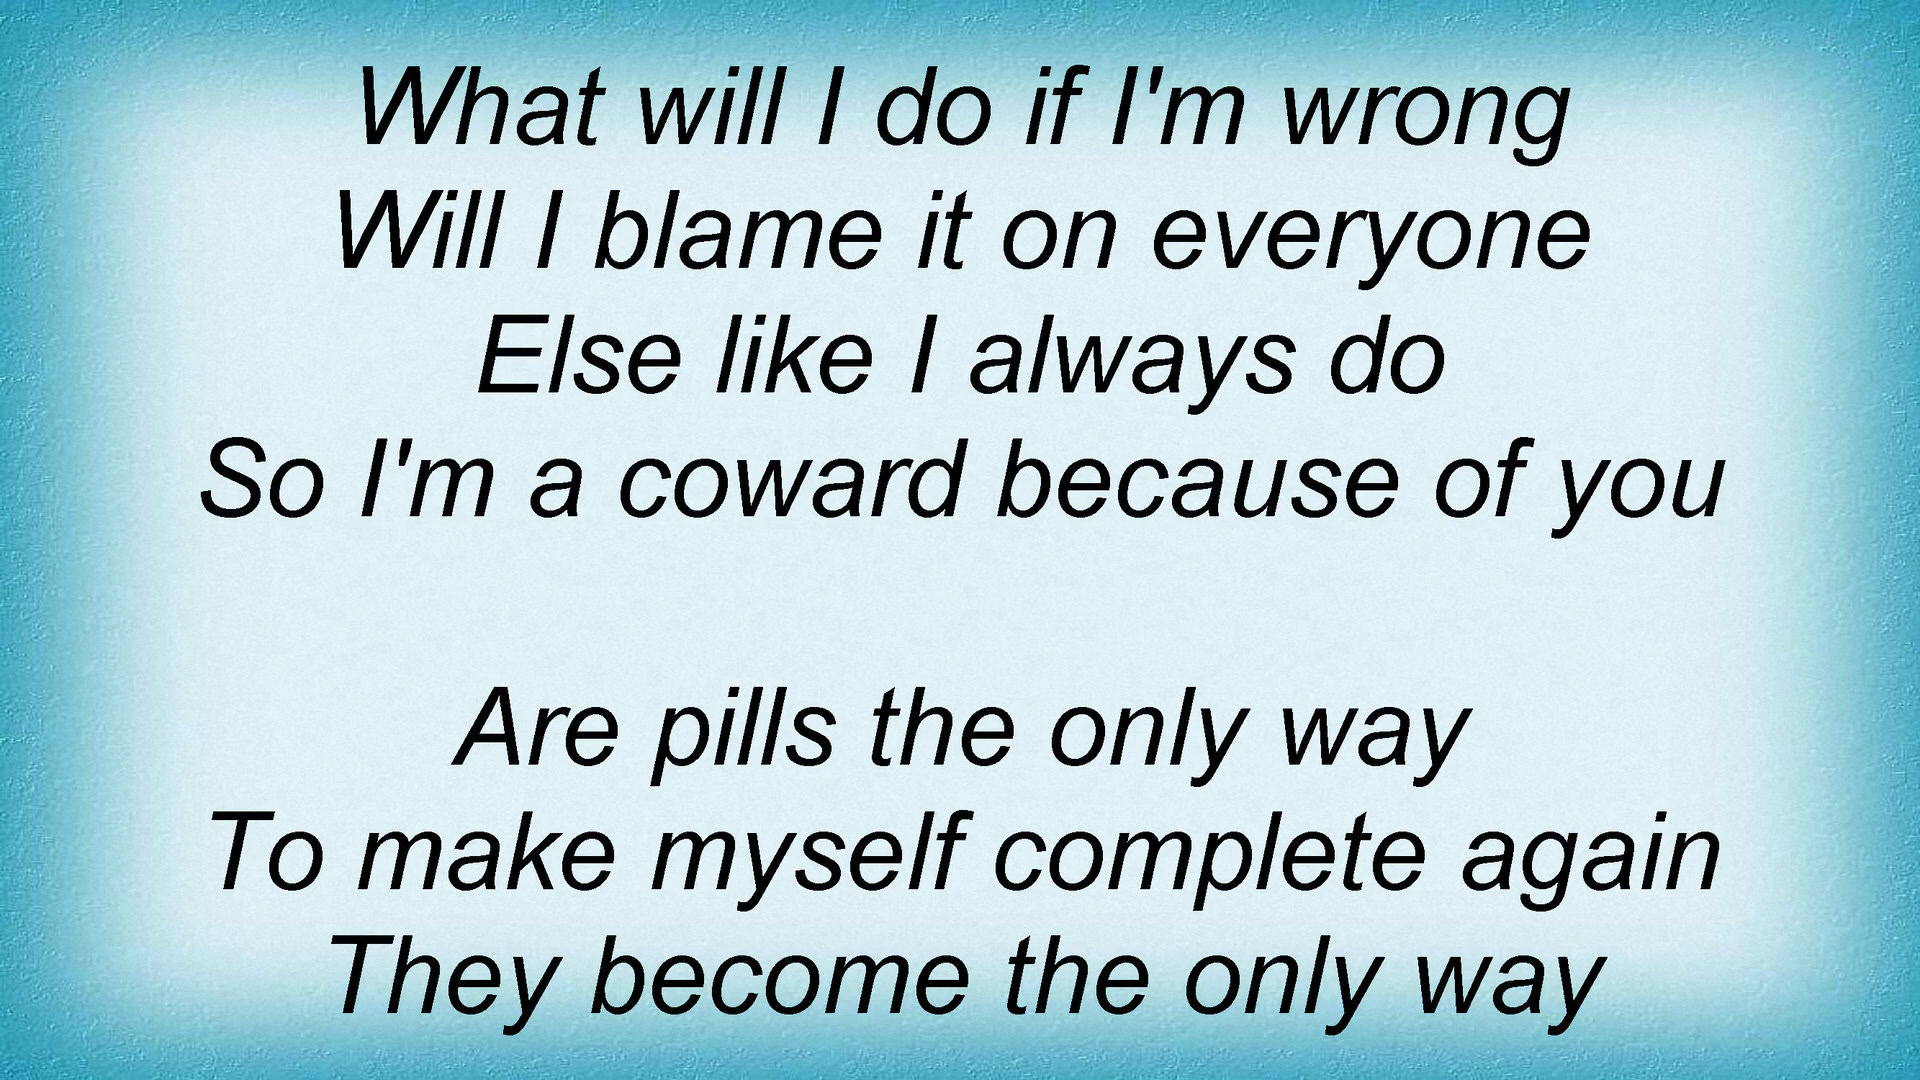 What will I do if I'm wrong
Will I blame it on everyone
Else like I always do
So I'm a coward because of you
Are pills the only way
To make myself complete again
They become the only way